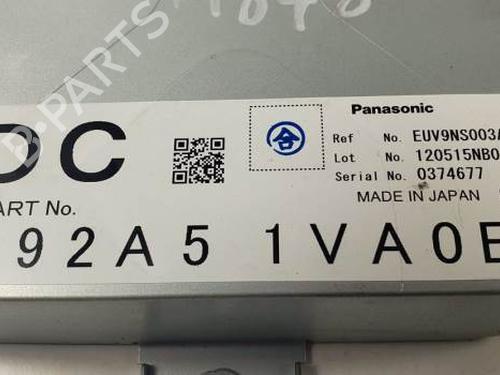 Panasonic
DC
Ref No. EUV9NS003A
Lot No. 120515NB0
Serial No. 0374677
MADE IN JAPAN
ART No.
92A5 1VA0E
合
B-PARTS